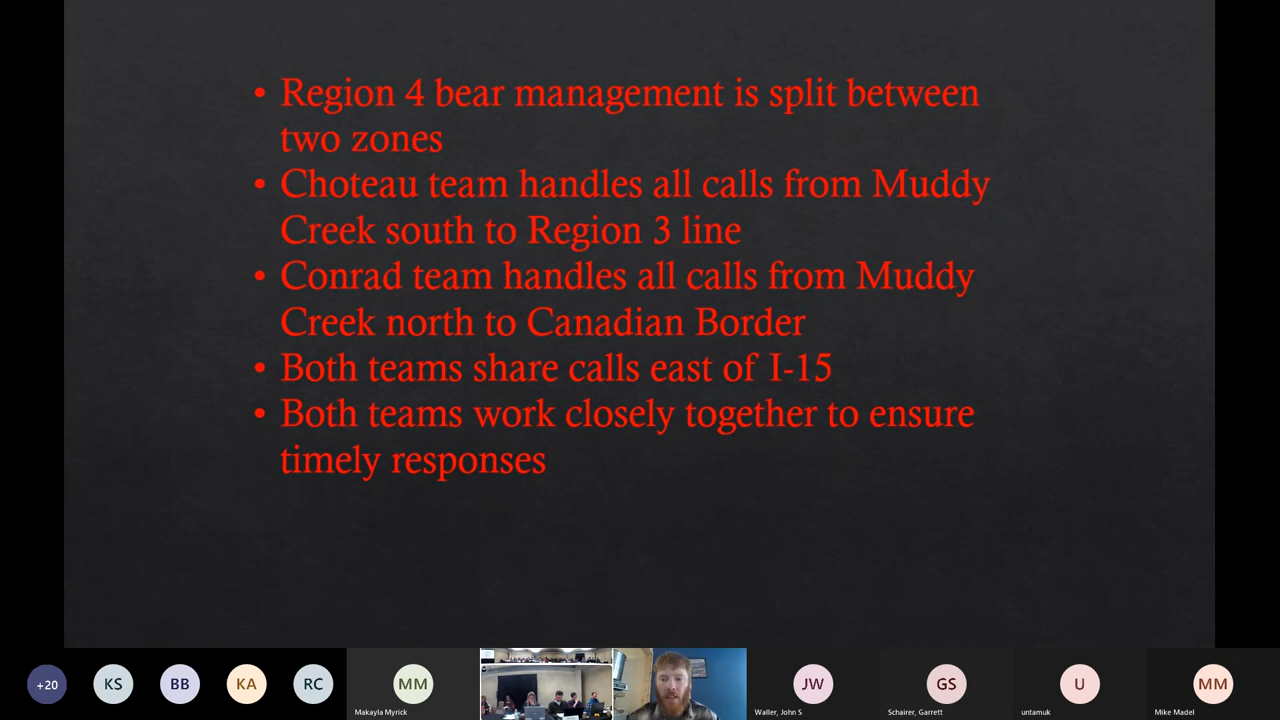 • Region 4 bear management is split between
two zones
• Choteau team handles all calls from Muddy
Creek south to Region 3 line
• Conrad team handles all calls from Muddy
Creek north to Canadian Border
• Both teams share calls east of I-15
• Both teams work closely together to ensure
timely responses
+20
KS
BB
KA
RC
MM
JW
GS
U
MM
Makayla Myrick
Waller, John S
Schairer, Garrett
untamuk
Mike Madel